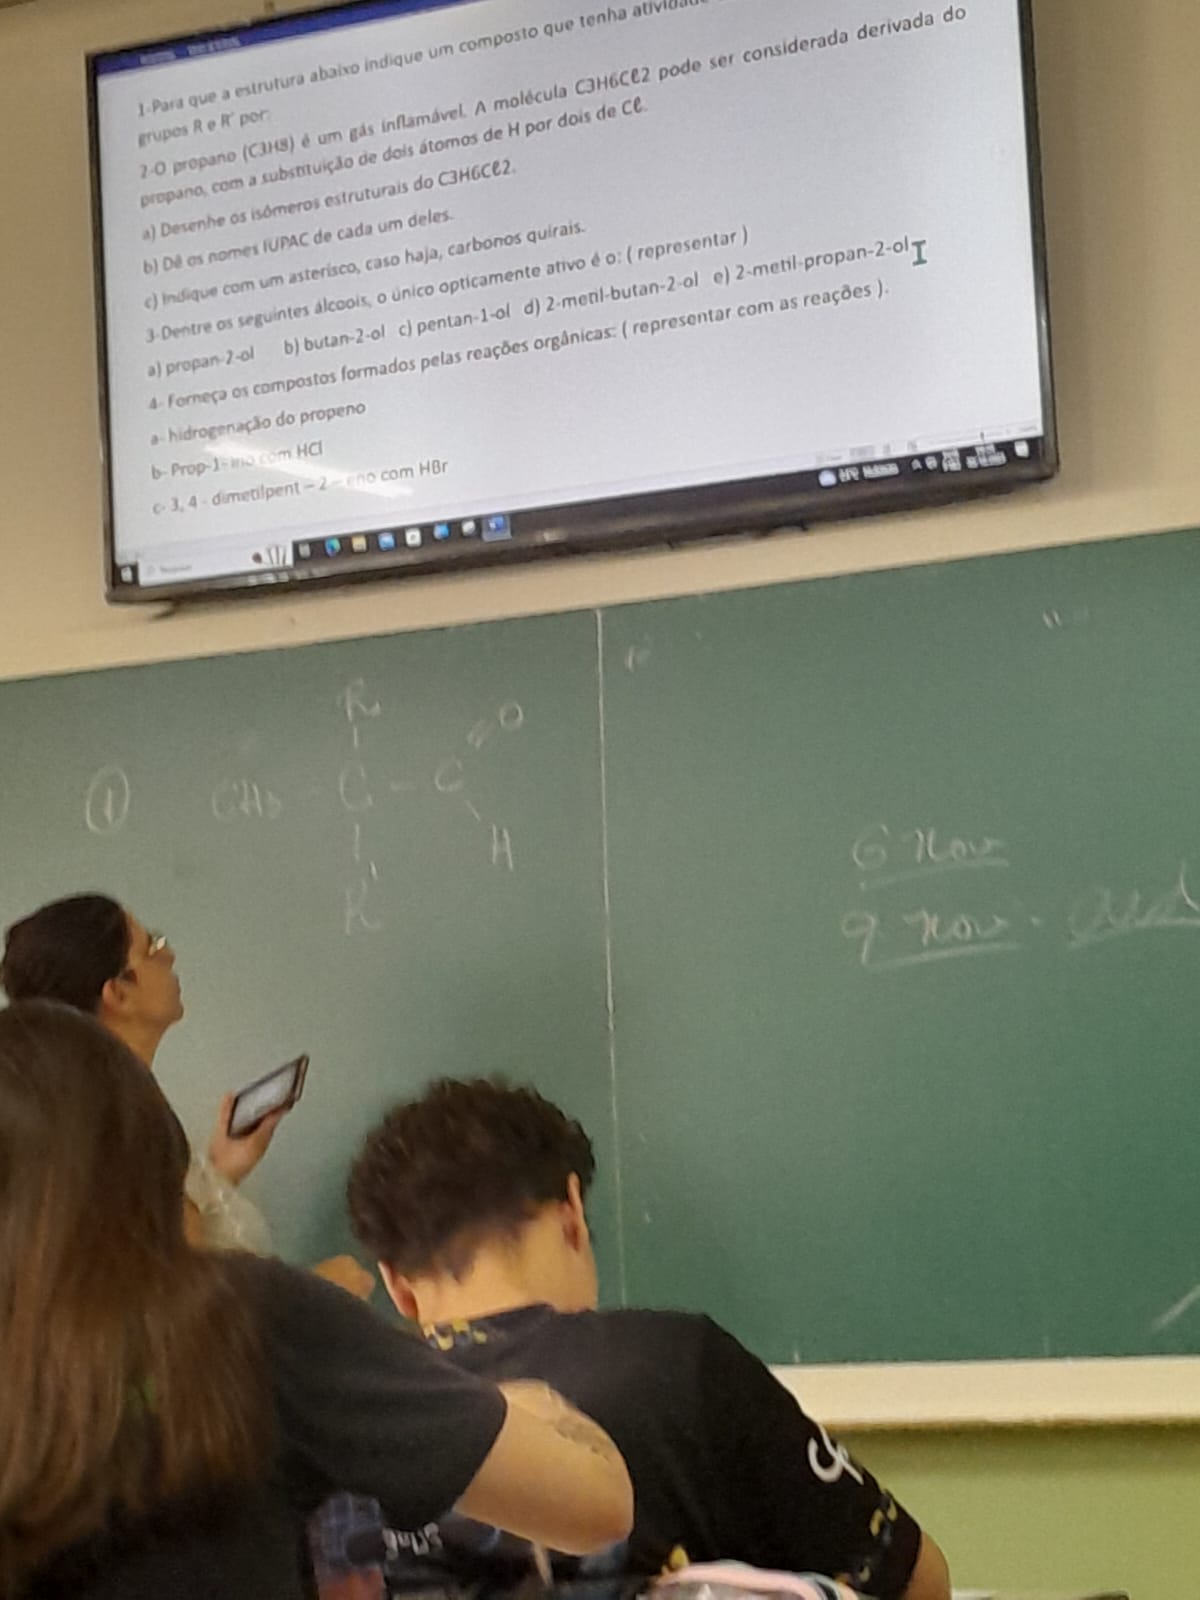 1-Para que a estrutura abaixo indique um composto que tenha atividade
grupos R e R' por:
2-O propano (C3H8) é um gás inflamável. A molécula C3H6Cℓ2 pode ser considerada derivada do
propano, com a substituição de dois átomos de H por dois de Cℓ.
a) Desenhe os isômeros estruturais do C3H6Cℓ2.
b) Dê os nomes IUPAC de cada um deles.
c) Indique com um asterisco, caso haja, carbonos quirais.
3-Dentre os seguintes álcoois, o único opticamente ativo é o: ( representar )
a) propan-2-ol b) butan-2-ol c) pentan-1-ol d) 2-metil-butan-2-ol e) 2-metil-propan-2-ol
4- Forneça os compostos formados pelas reações orgânicas: ( representar com as reações ).
a- hidrogenação do propeno
b- Prop-1- ino com HCl
c- 3, 4 - dimetilpent – 2 – eno com HBr
R
O
1 CH3 - C - C
H
R'
6 Nov
9 Nov.